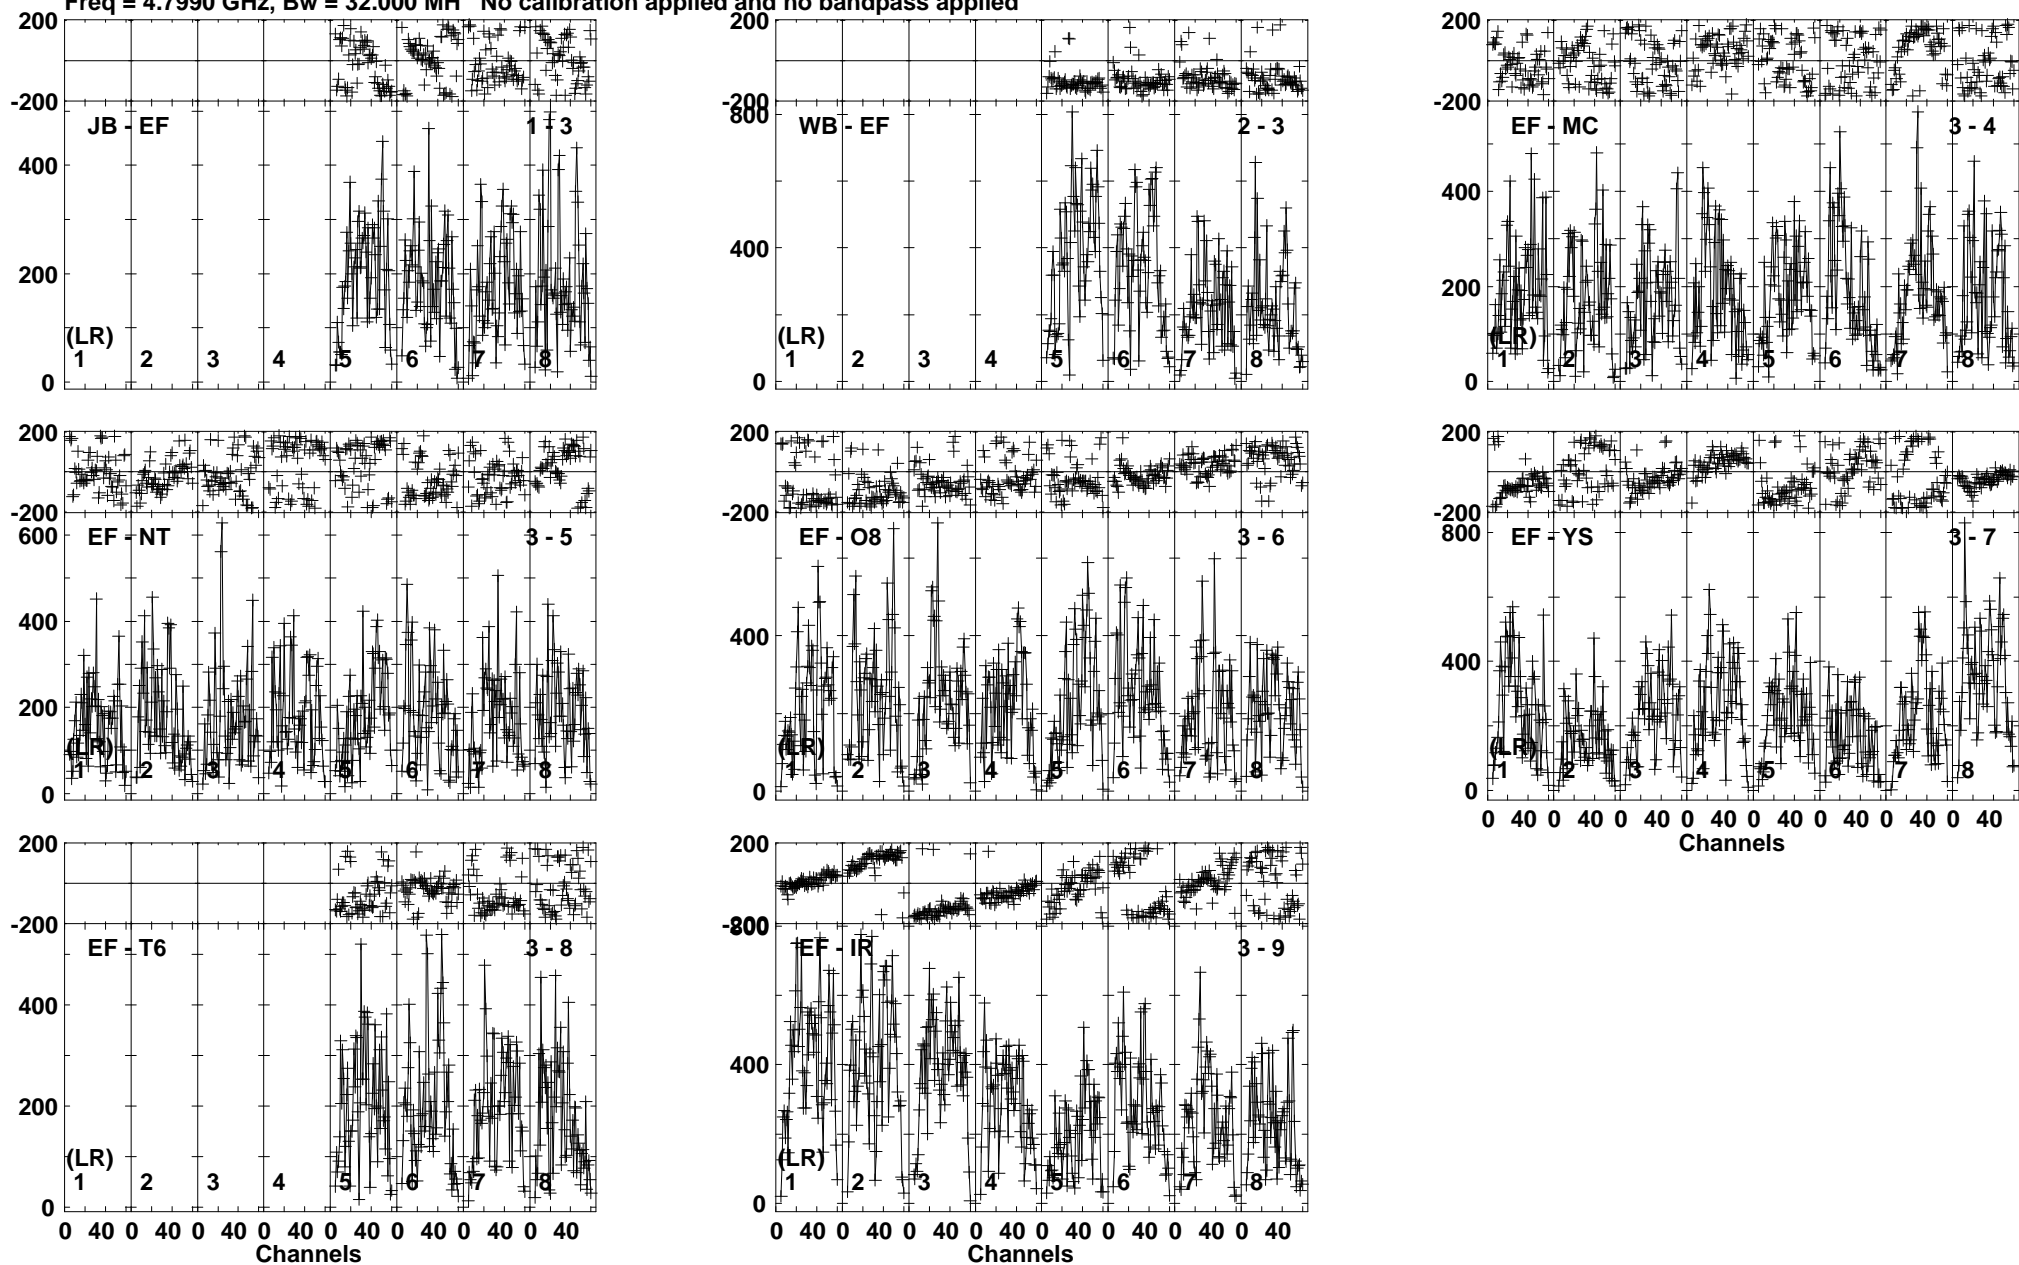 Freq = 4.7990 GHz, Bw = 32.000 MH No calibration applied and no bandpass applied
200 200 200
-200 -200 -200
JB - EF 1 - 3 WB - EF 2 - 3 EF - MC 3 - 4
400 200 0 800 400 0 400 200 0
(LR) (LR) (LR)
1 2 3 4 5 6 7 8 1 2 3 4 5 6 7 8 1 2 3 4 5 6 7 8
200 200 200
-200 -200 -200
EF - NT 3 - 5 EF - O8 3 - 6 EF - YS 3 - 7
600 400 200 0 400 0 800 400 0
(LR) (LR) (LR)
1 2 3 4 5 6 7 8 1 2 3 4 5 6 7 8 1 2 3 4 5 6 7 8
0 40 0 40 0 40 0 40 0 40 0 40 0 40 0 40
Channels
200 200
-200 -200
EF - T6 3 - 8 EF - IR 3 - 9
400 200 0 800 400 0
(LR) (LR)
1 2 3 4 5 6 7 8 1 2 3 4 5 6 7 8
0 40 0 40 0 40 0 40 0 40 0 40 0 40 0 40 0 40 0 40 0 40 0 40 0 40 0 40 0 40 0 40
Channels Channels